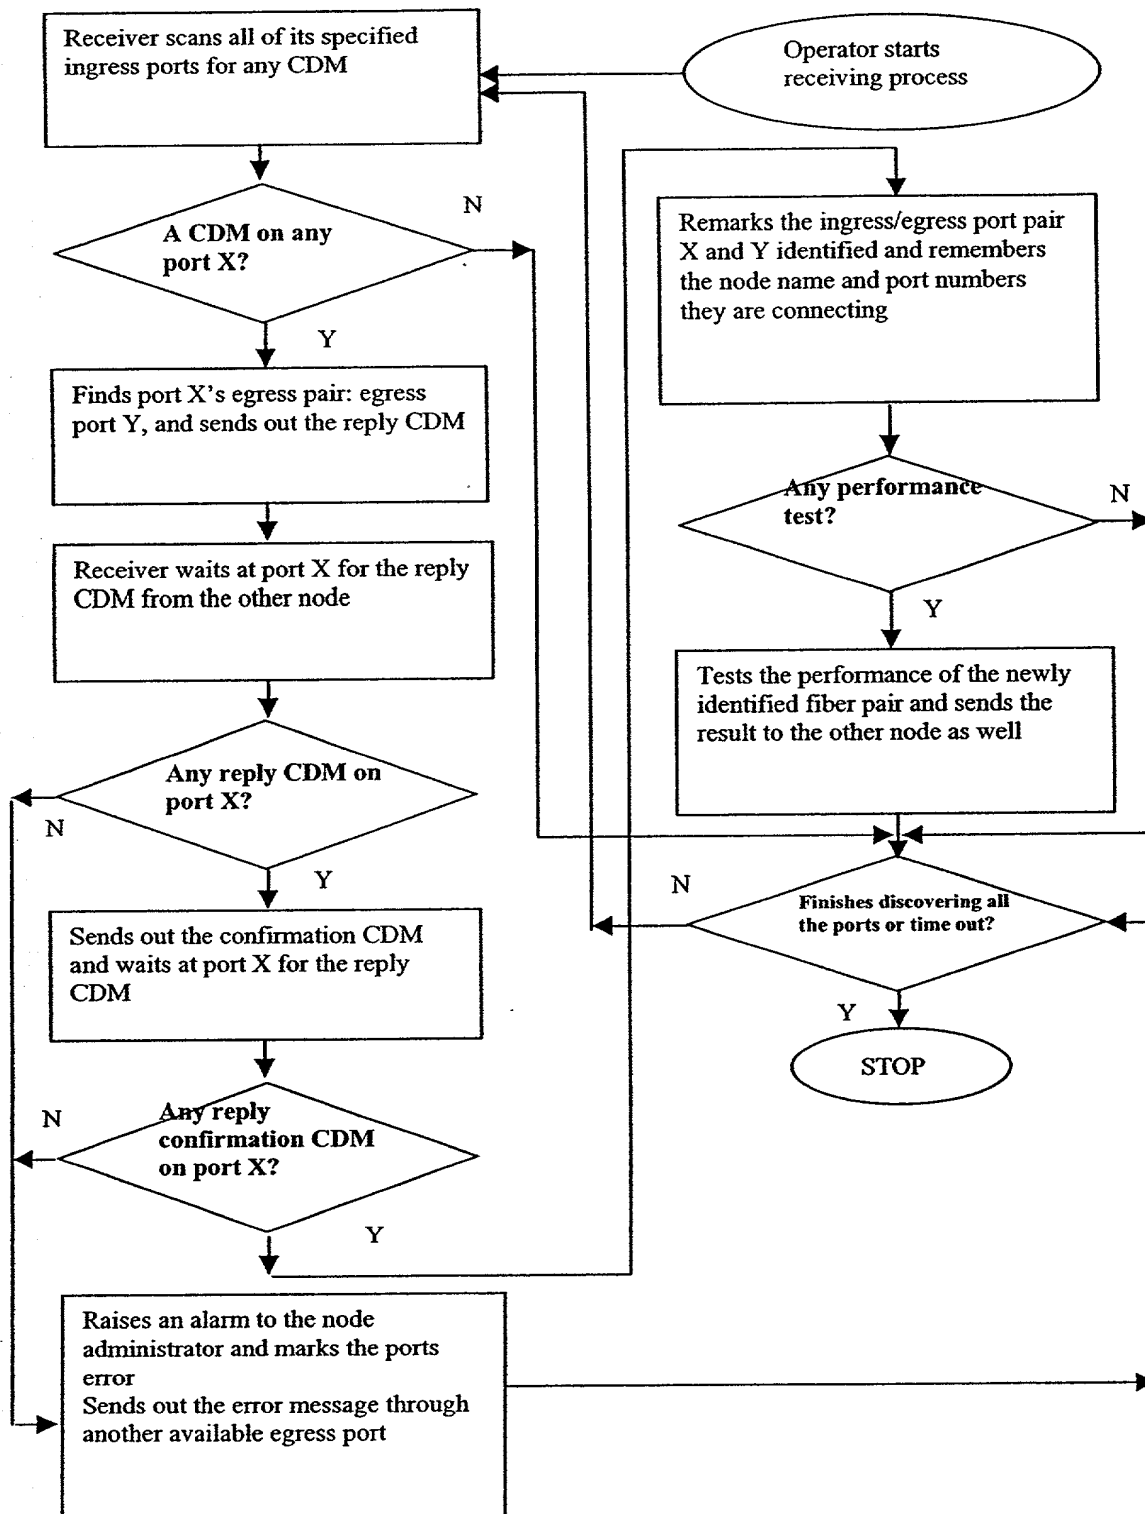 Receiver scans all of its specified
ingress ports for any CDM
Operator starts
receiving process
A CDM on any
port X?
N
Y
Finds port X's egress pair: egress
port Y, and sends out the reply CDM
Receiver waits at port X for the reply
CDM from the other node
Any reply CDM on
port X?
N
Y
Sends out the confirmation CDM
and waits at port X for the reply
CDM
Any reply
confirmation CDM
on port X?
N
Y
Raises an alarm to the node
administrator and marks the ports
error
Sends out the error message through
another available egress port
Remarks the ingress/egress port pair
X and Y identified and remembers
the node name and port numbers
they are connecting
Any performance
test?
N
Y
Tests the performance of the newly
identified fiber pair and sends the
result to the other node as well
Finishes discovering all
the ports or time out?
N
Y
STOP